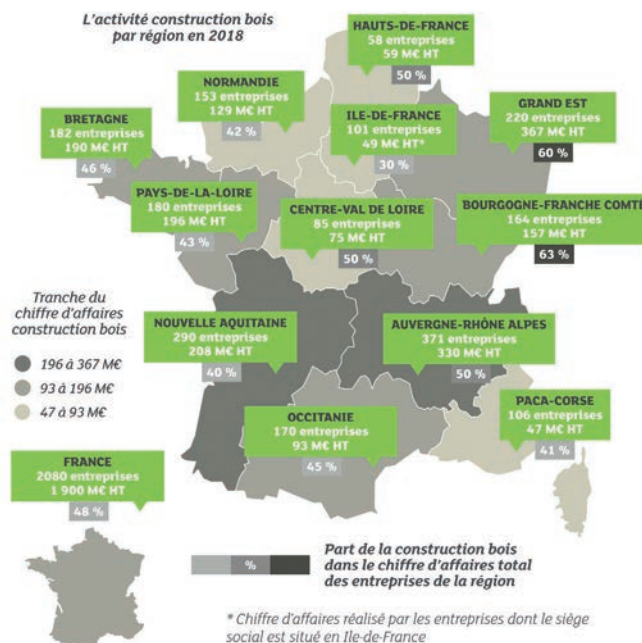 L'activité construction bois
par région en 2018
HAUTS-DE-FRANCE
58 entreprises
59 M€ HT
50 %
NORMANDIE
153 entreprises
129 M€ HT
42 %
BRETAGNE
182 entreprises
190 M€ HT
46 %
ILE-DE-FRANCE
101 entreprises
49 M€ HT*
30 %
GRAND EST
220 entreprises
367 M€ HT
60 %
PAYS-DE-LA-LOIRE
180 entreprises
196 M€ HT
43 %
CENTRE-VAL DE LOIRE
85 entreprises
75 M€ HT
50 %
BOURGOGNE-FRANCHE COMTÉ
164 entreprises
157 M€ HT
63 %
Tranche du
chiffre d'affaires
construction bois
196 à 367 M€
93 à 196 M€
47 à 93 M€
NOUVELLE AQUITAINE
290 entreprises
208 M€ HT
40 %
AUVERGNE-RHÔNE ALPES
371 entreprises
330 M€ HT
50 %
OCCITANIE
170 entreprises
93 M€ HT
45 %
PACA-CORSE
106 entreprises
47 M€ HT
41 %
FRANCE
2080 entreprises
1 900 M€ HT
48 %
%
Part de la construction bois
dans le chiffre d'affaires total
des entreprises de la région
* Chiffre d'affaires réalisé par les entreprises dont le siège
social est situé en Ile-de-France